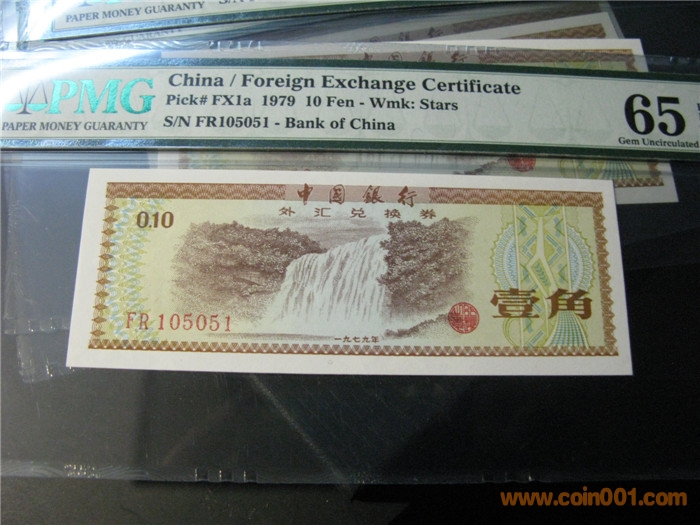 PAPER MONEY GUARANTY
PMG
PAPER MONEY GUARANTY
China / Foreign Exchange Certificate
Pick# FX1a 1979 10 Fen - Wmk: Stars
S/N FR105051 - Bank of China
65
Gem Uncirculated
中国银行
外汇兑换券
0.10
FR 105051
壹角
一九七九年
www.coin001.com